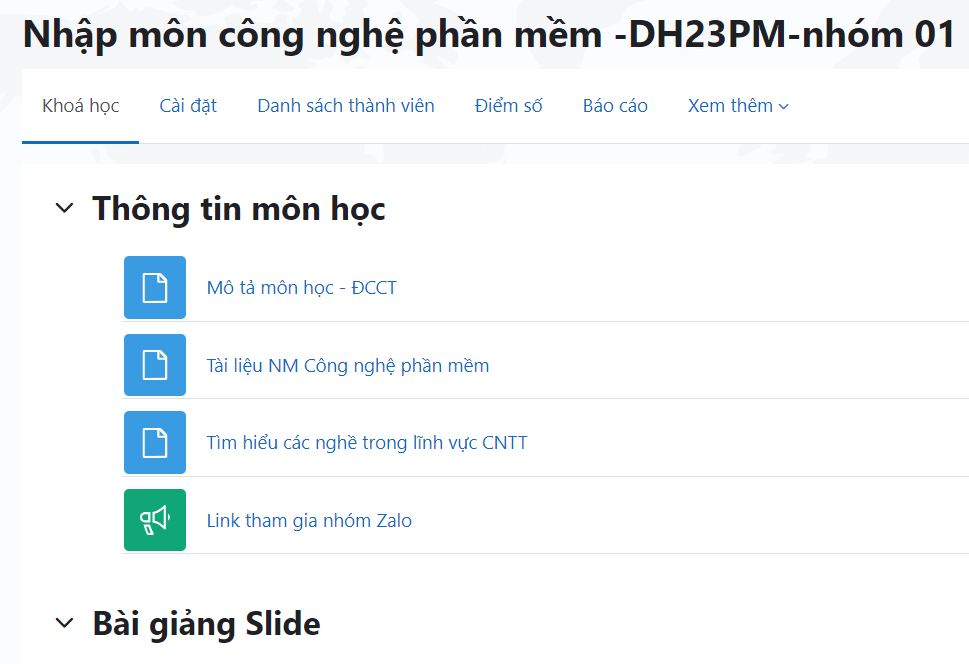 Nhập môn công nghệ phần mềm -DH23PM-nhóm 01
Khoá học Cài đặt Danh sách thành viên Điểm số Báo cáo Xem thêm
Thông tin môn học
Mô tả môn học - ĐCCT
Tài liệu NM Công nghệ phần mềm
Tìm hiểu các nghề trong lĩnh vực CNTT
Link tham gia nhóm Zalo
Bài giảng Slide